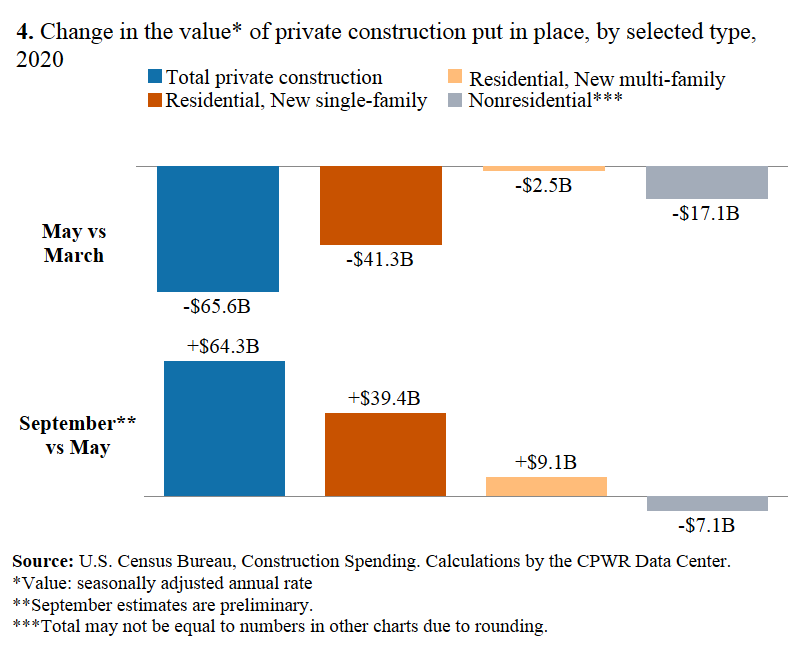 4. Change in the value* of private construction put in place, by selected type,
2020
Total private construction
Residential, New multi-family
Residential, New single-family
Nonresidential***
May vs
March
-$65.6B
-$41.3B
-$2.5B
-$17.1B
September**
vs May
+$64.3B
+$39.4B
+$9.1B
-$7.1B
Source: U.S. Census Bureau, Construction Spending. Calculations by the CPWR Data Center.
*Value: seasonally adjusted annual rate
**September estimates are preliminary.
***Total may not be equal to numbers in other charts due to rounding.